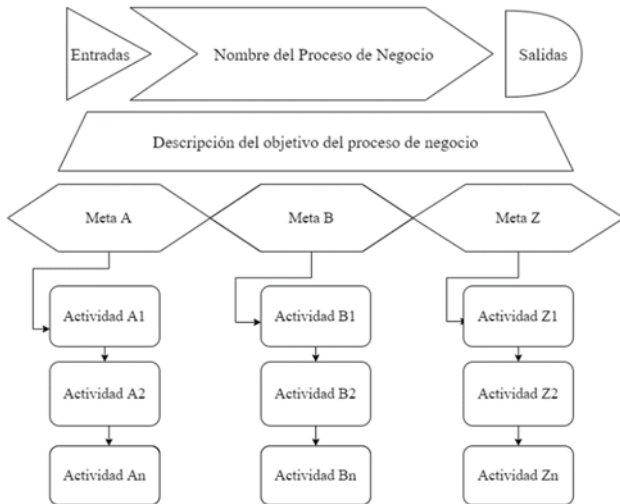 Entradas
Nombre del Proceso de Negocio
Salidas
Descripción del objetivo del proceso de negocio
Meta A
Meta B
Meta Z
Actividad A1
Actividad B1
Actividad Z1
Actividad A2
Actividad B2
Actividad Z2
Actividad An
Actividad Bn
Actividad Zn